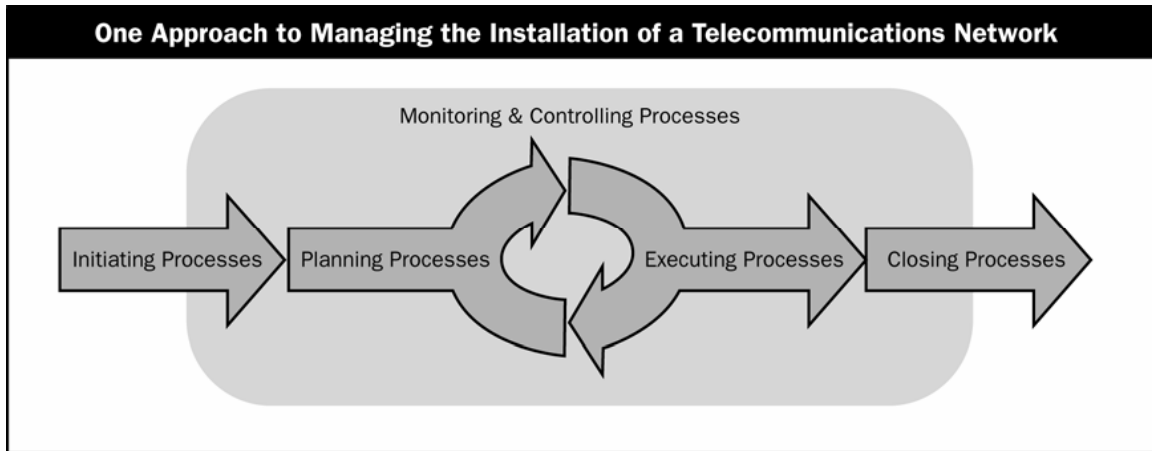 One Approach to Managing the Installation of a Telecommunications Network
Monitoring & Controlling Processes
Initiating Processes
Planning Processes
Executing Processes
Closing Processes